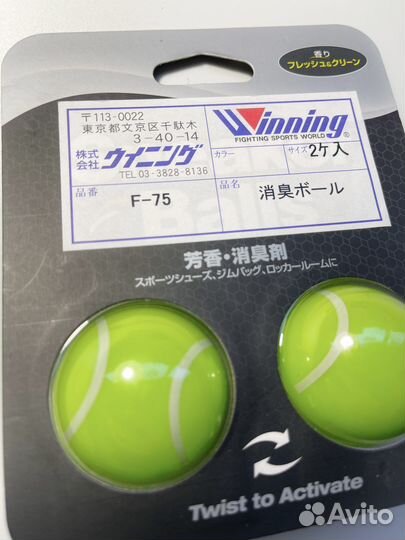 香り
フレッシュ&クリーン
〒113-0022
東京都文京区千駄木
3-40-14
株式会社 ウイニング
TEL 03-3828-8136
Winning®
FIGHTING SPORTS WORLD
カラー
サイズ 2ケ入
品番 F-75
品名 消臭ボール
芳香・消臭剤
スポーツシューズ、ジムバッグ、ロッカールームに
Twist to Activate
Avito